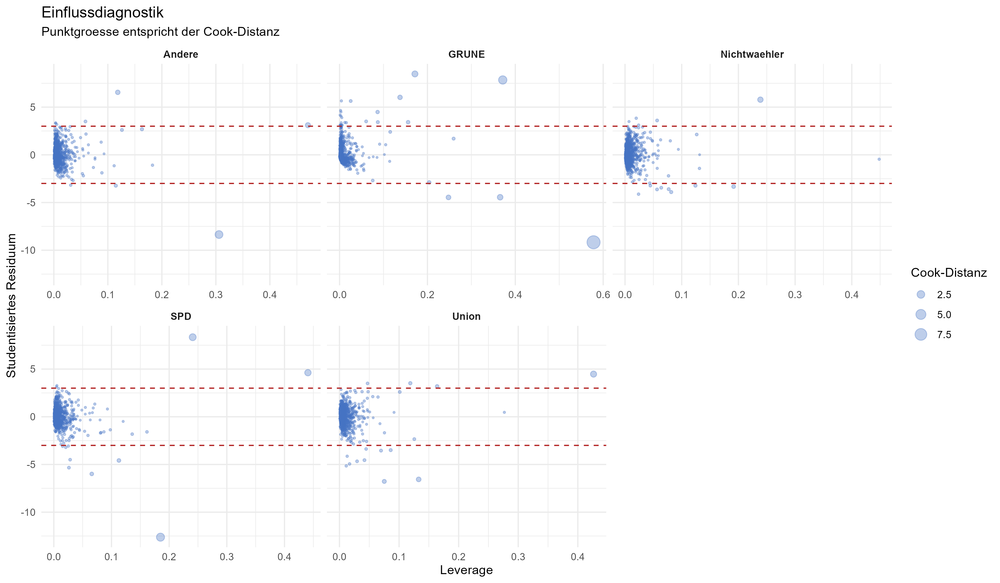 Einflussdiagnostik
Punktgroesse entspricht der Cook-Distanz
Andere
GRUNE
Nichtwaehler
5
0
-5
-10
0.0 0.1 0.2 0.3 0.4
0.0 0.2 0.4 0.6
0.0 0.1 0.2 0.3 0.4
SPD
Union
5
0
-5
-10
0.0 0.1 0.2 0.3 0.4
0.0 0.1 0.2 0.3 0.4
Studentisiertes Residuum
Leverage
Cook-Distanz
2.5
5.0
7.5